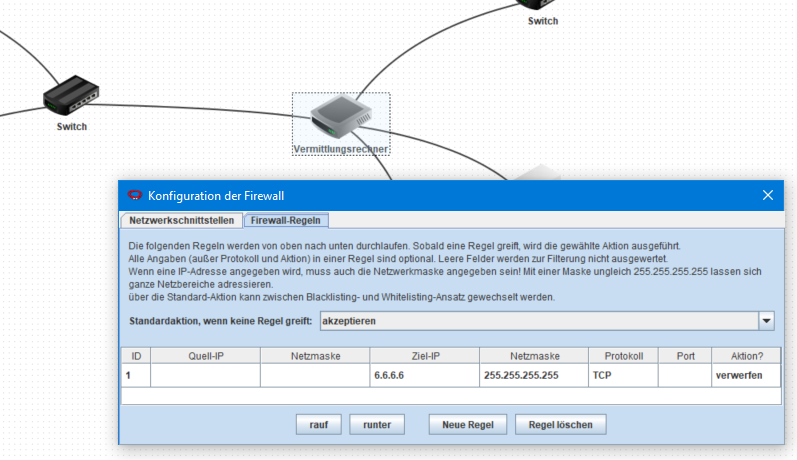 Switch
Switch
Vermittlungsrechner
Konfiguration der Firewall
Netzwerkschnittstellen Firewall-Regeln
Die folgenden Regeln werden von oben nach unten durchlaufen. Sobald eine Regel greift, wird die gewählte Aktion ausgeführt.
Alle Angaben (außer Protokoll und Aktion) in einer Regel sind optional. Leere Felder werden zur Filterung nicht ausgewertet.
Wenn eine IP-Adresse angegeben wird, muss auch die Netzwerkmaske angegeben sein! Mit einer Maske ungleich 255.255.255.255 lassen sich
ganze Netzbereiche adressieren.
über die Standard-Aktion kann zwischen Blacklisting- und Whitelisting-Ansatz gewechselt werden.
Standardaktion, wenn keine Regel greift: akzeptieren
ID Quell-IP Netzmaske Ziel-IP Netzmaske Protokoll Port Aktion?
1 6.6.6.6 255.255.255.255 TCP verwerfen
rauf runter Neue Regel Regel löschen